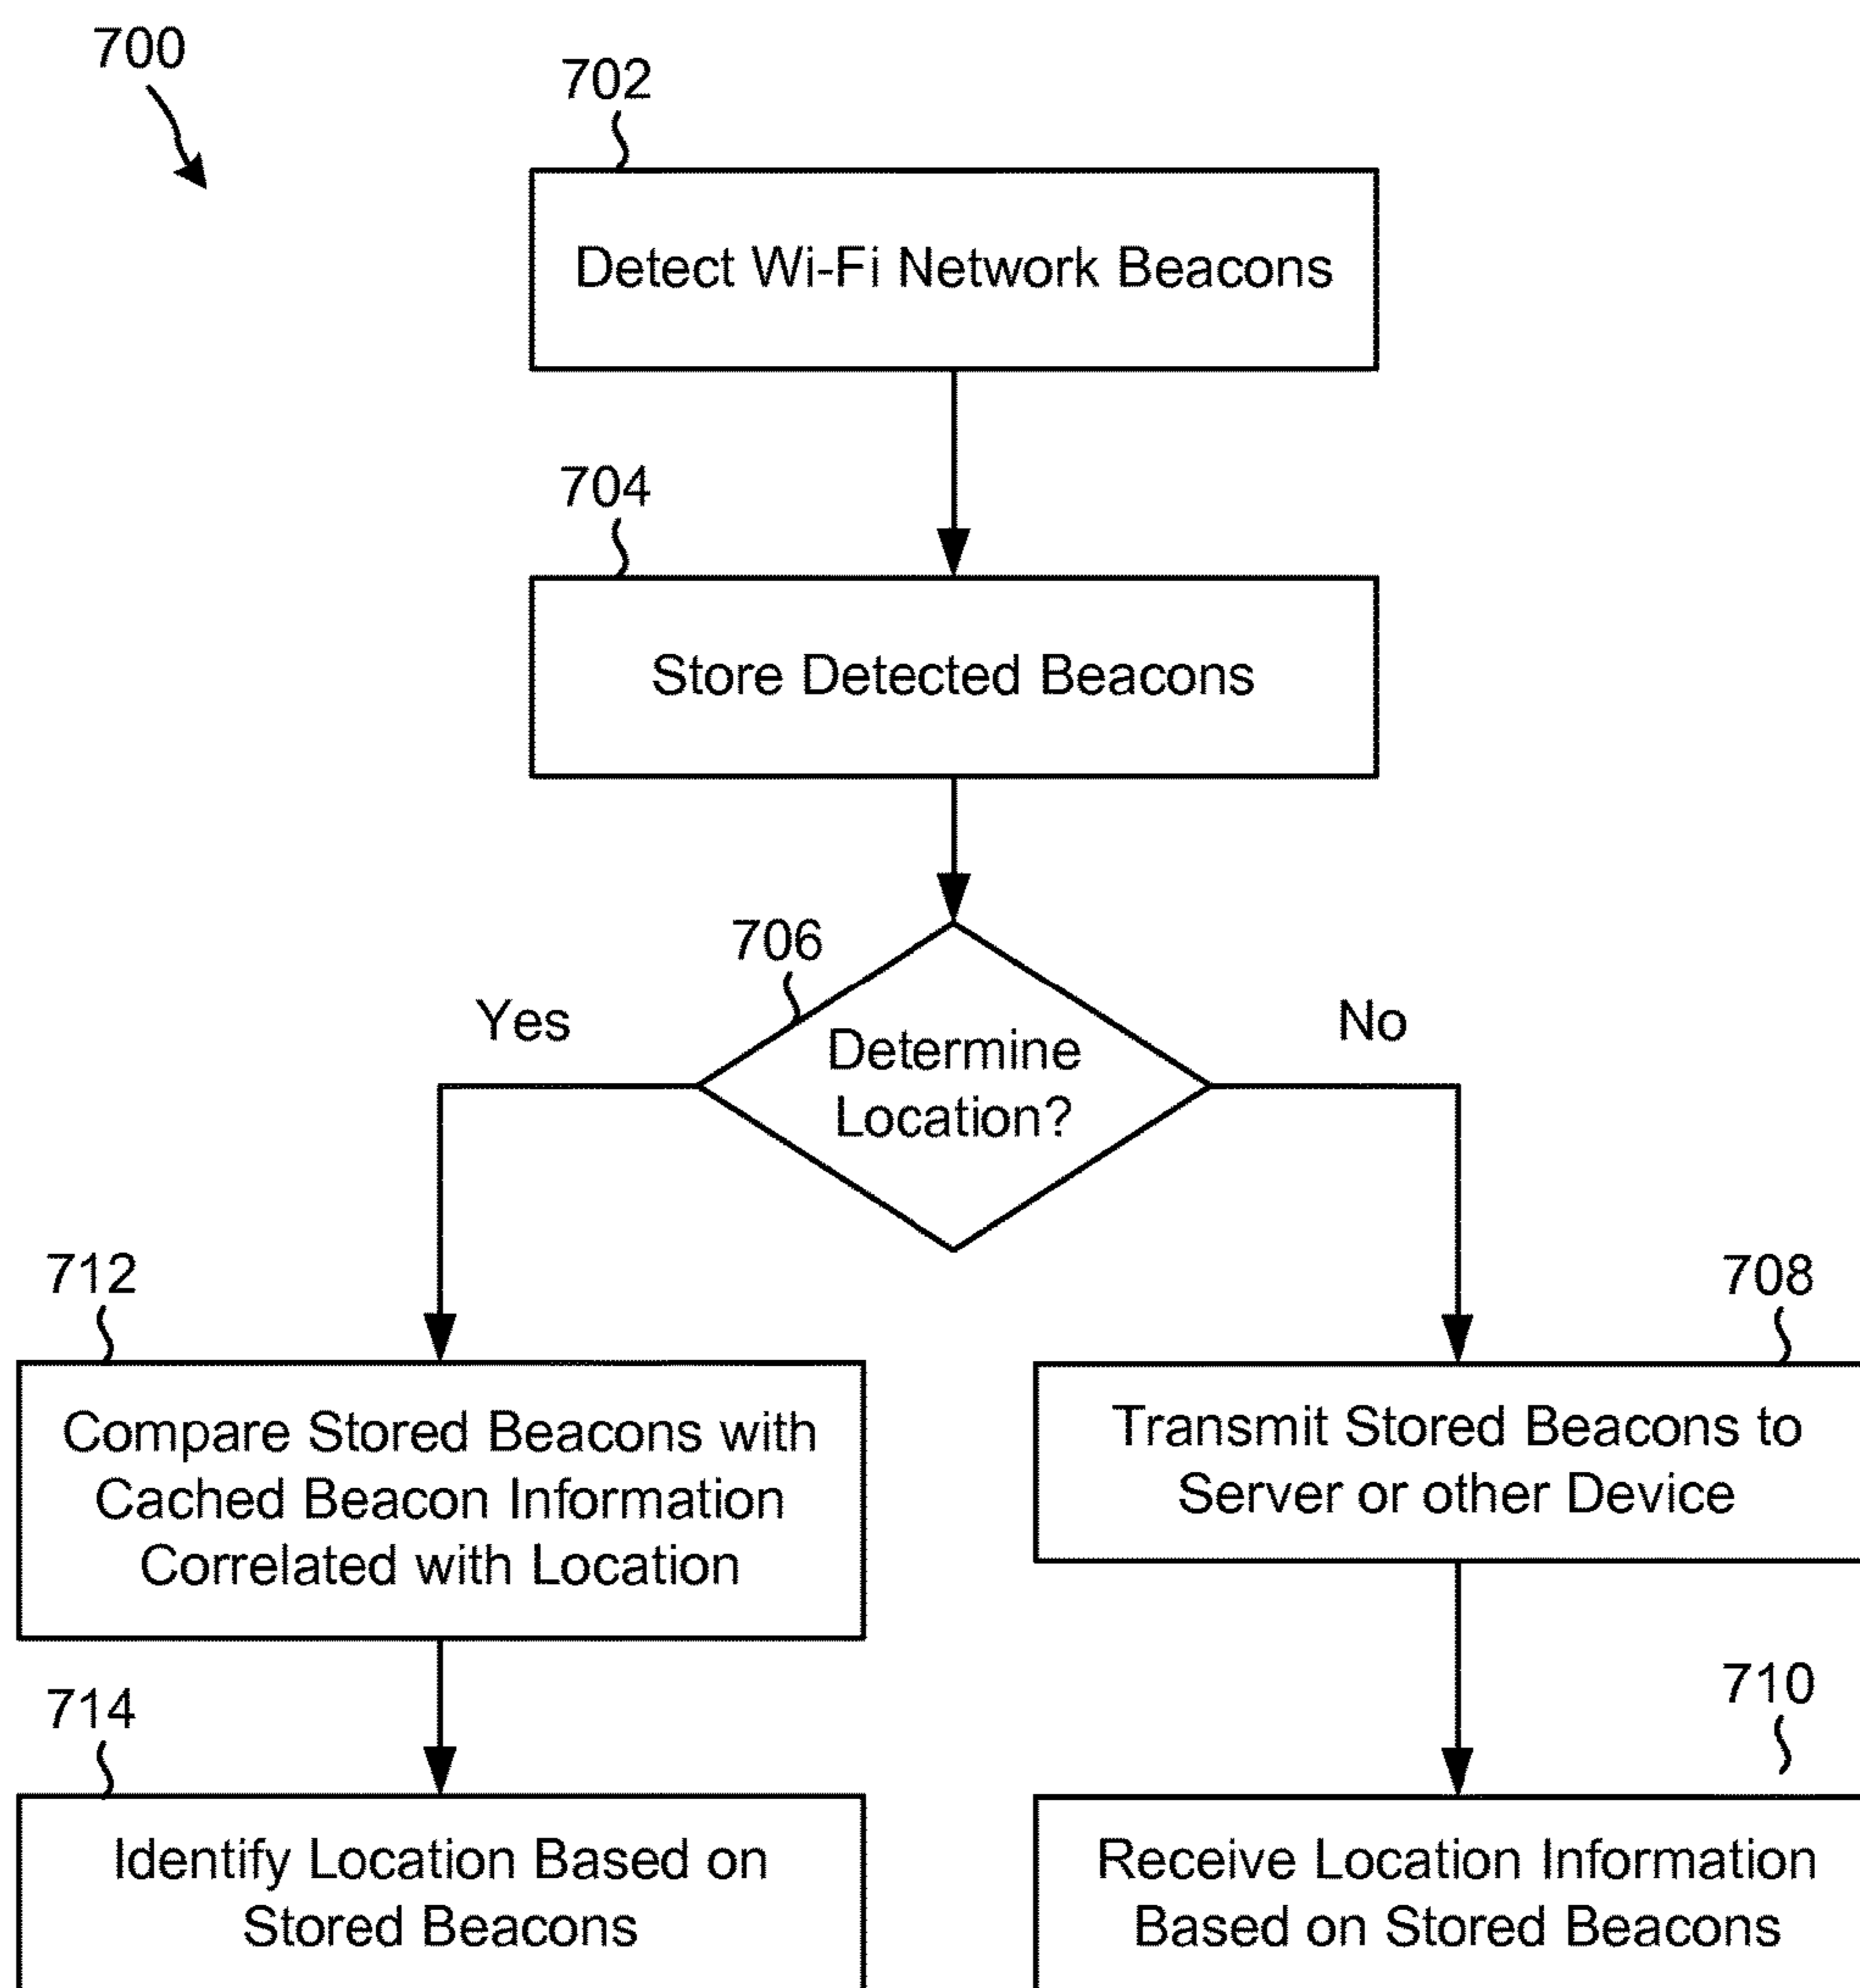 700
702
Detect Wi-Fi Network Beacons
704
Store Detected Beacons
706
Yes
No
Determine
Location?
712
708
Compare Stored Beacons with
Cached Beacon Information
Correlated with Location
Transmit Stored Beacons to
Server or other Device
714
710
Identify Location Based on
Stored Beacons
Receive Location Information
Based on Stored Beacons